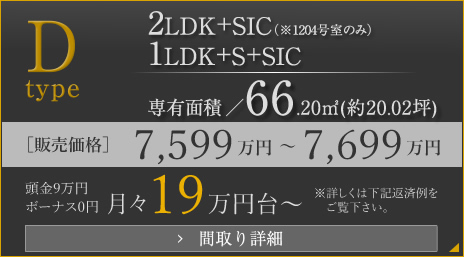 D
type
2LDK+SIC（※1204号室のみ）
1LDK+S+SIC
専有面積／66.20㎡(約20.02坪)
［販売価格］ 7,599万円 〜 7,699万円
頭金9万円
ボーナス0円
月々19万円台〜
※詳しくは下記返済例を
ご覧下さい。
› 間取り詳細